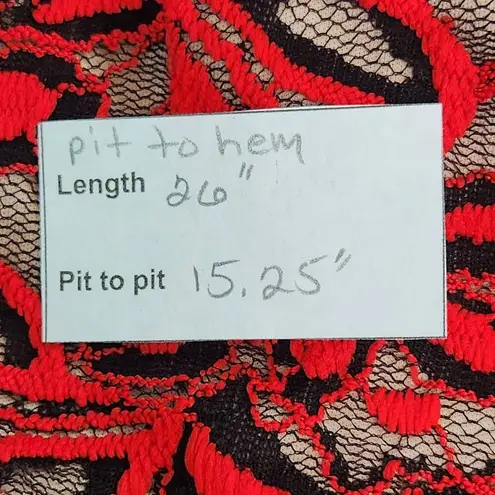 pit to hem
Length 26"
Pit to pit 15.25"